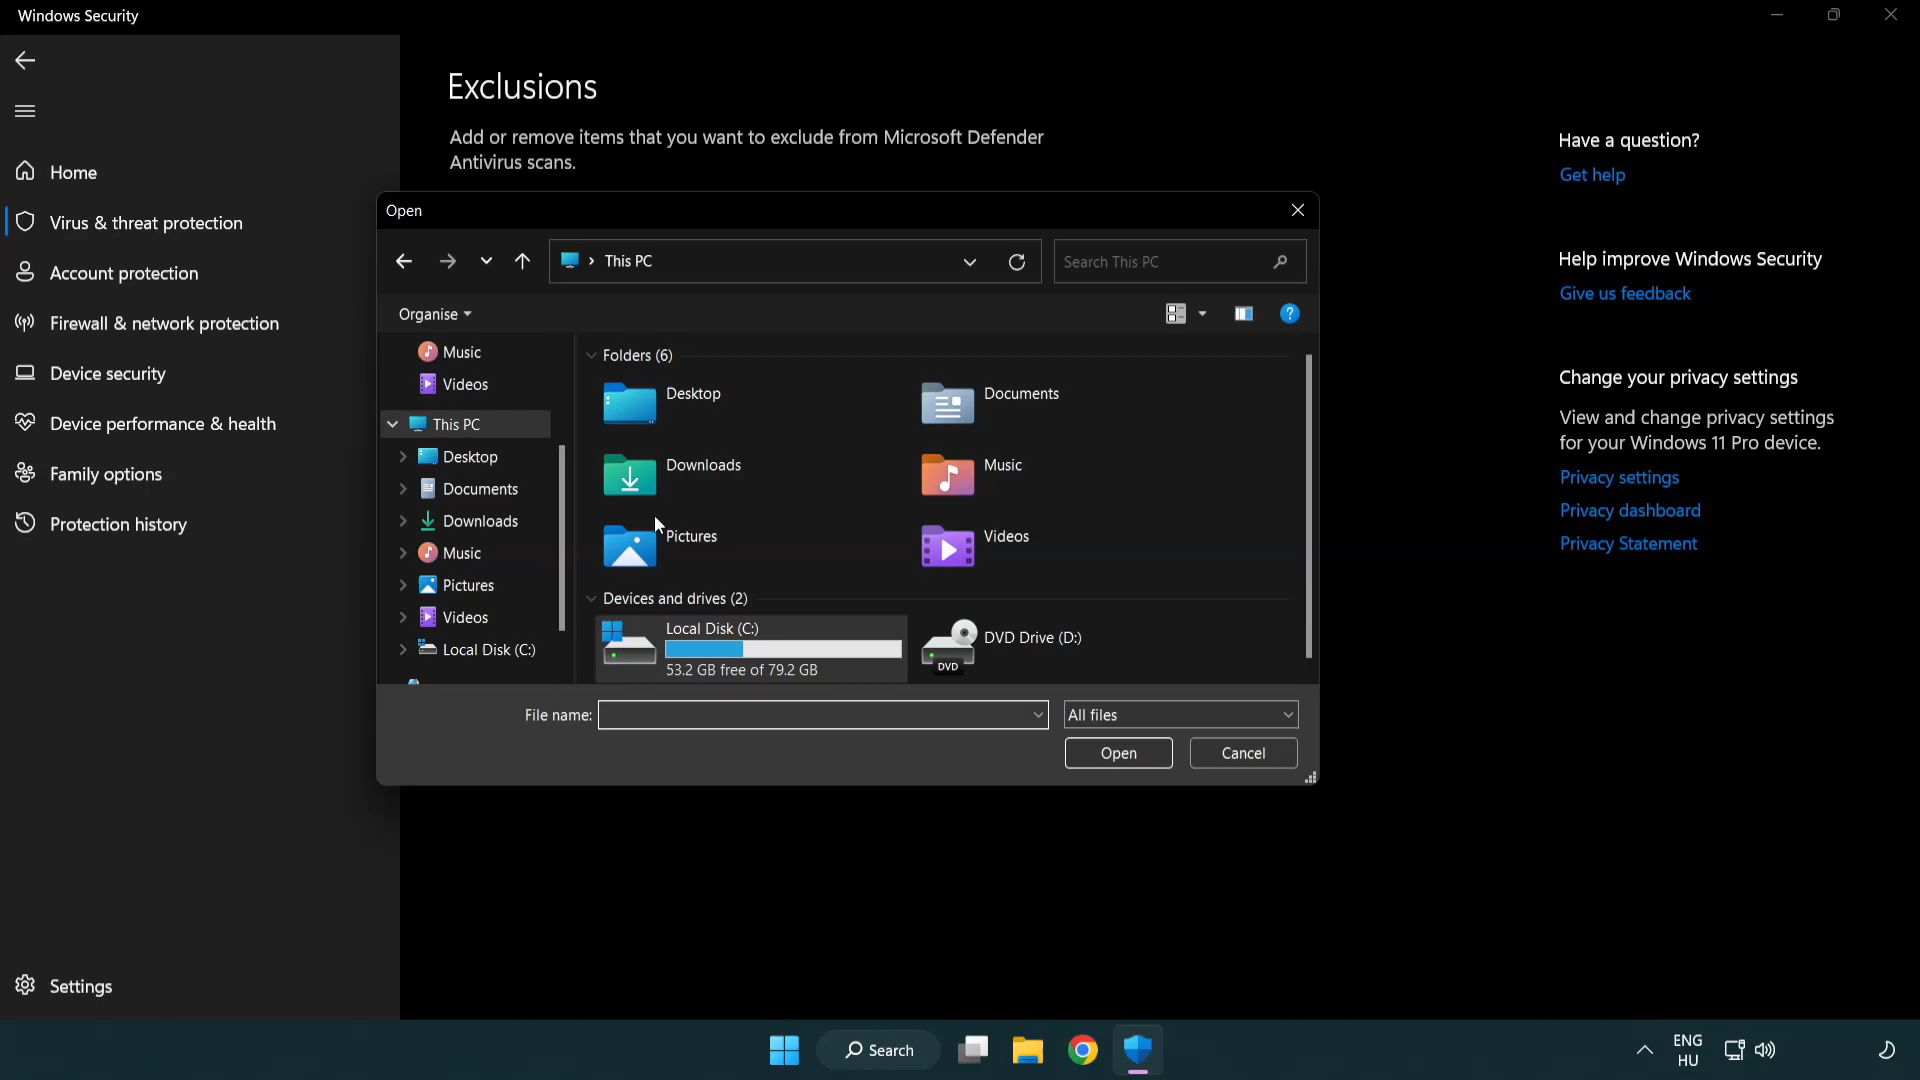 Windows Security
Exclusions
Add or remove items that you want to exclude from Microsoft Defender
Antivirus scans.
Home
Virus & threat protection
Account protection
Firewall & network protection
Device security
Device performance & health
Family options
Protection history
Settings
Open
This PC
Search This PC
Organise
Music
Videos
This PC
Desktop
Documents
Downloads
Music
Pictures
Videos
Local Disk (C:)
Folders (6)
Desktop
Documents
Downloads
Music
Pictures
Videos
Devices and drives (2)
Local Disk (C:)
53.2 GB free of 79.2 GB
DVD
DVD Drive (D:)
File name:
All files
Open
Cancel
Have a question?
Get help
Help improve Windows Security
Give us feedback
Change your privacy settings
View and change privacy settings
for your Windows 11 Pro device.
Privacy settings
Privacy dashboard
Privacy Statement
Search
ENG
HU